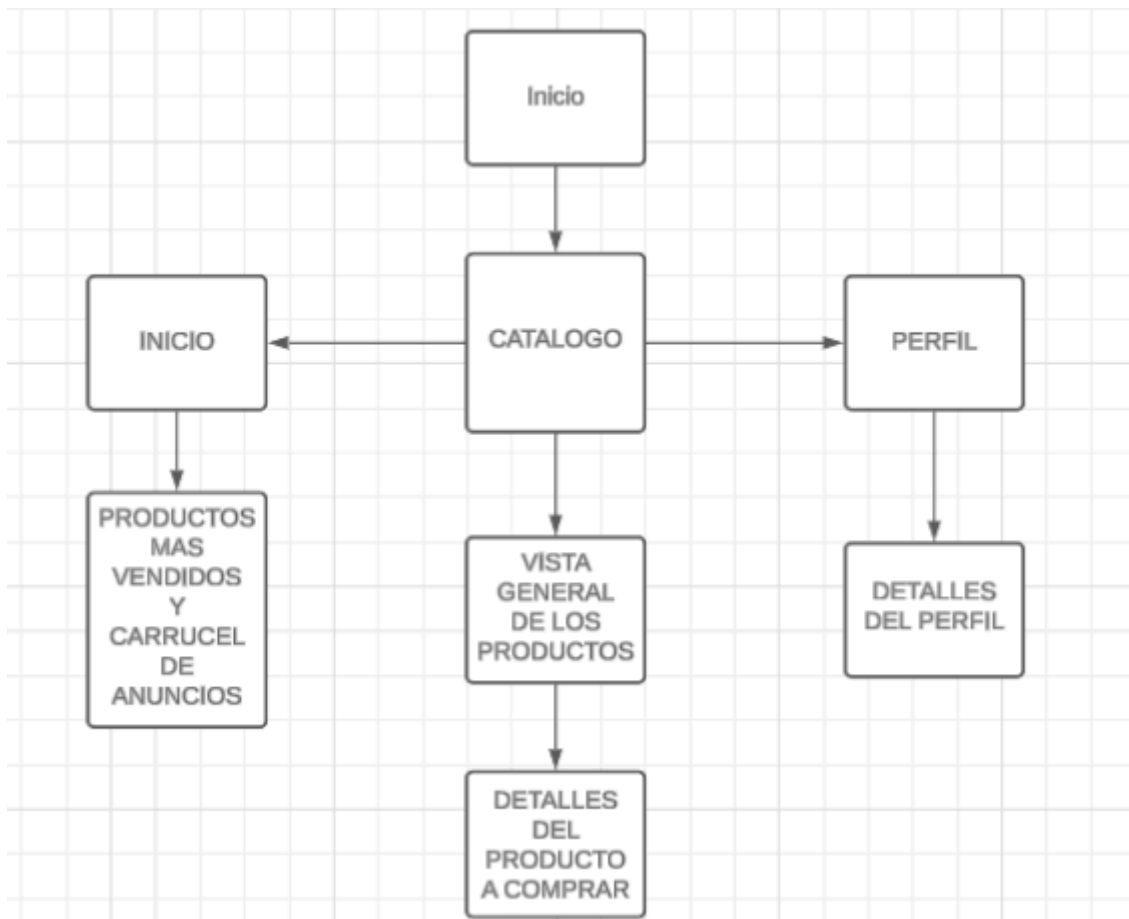 Inicio
INICIO
CATALOGO
PERFIL
PRODUCTOS
MAS
VENDIDOS
Y
CARRUCEL
DE
ANUNCIOS
VISTA
GENERAL
DE LOS
PRODUCTOS
DETALLES
DEL PERFIL
DETALLES
DEL
PRODUCTO
A COMPRAR